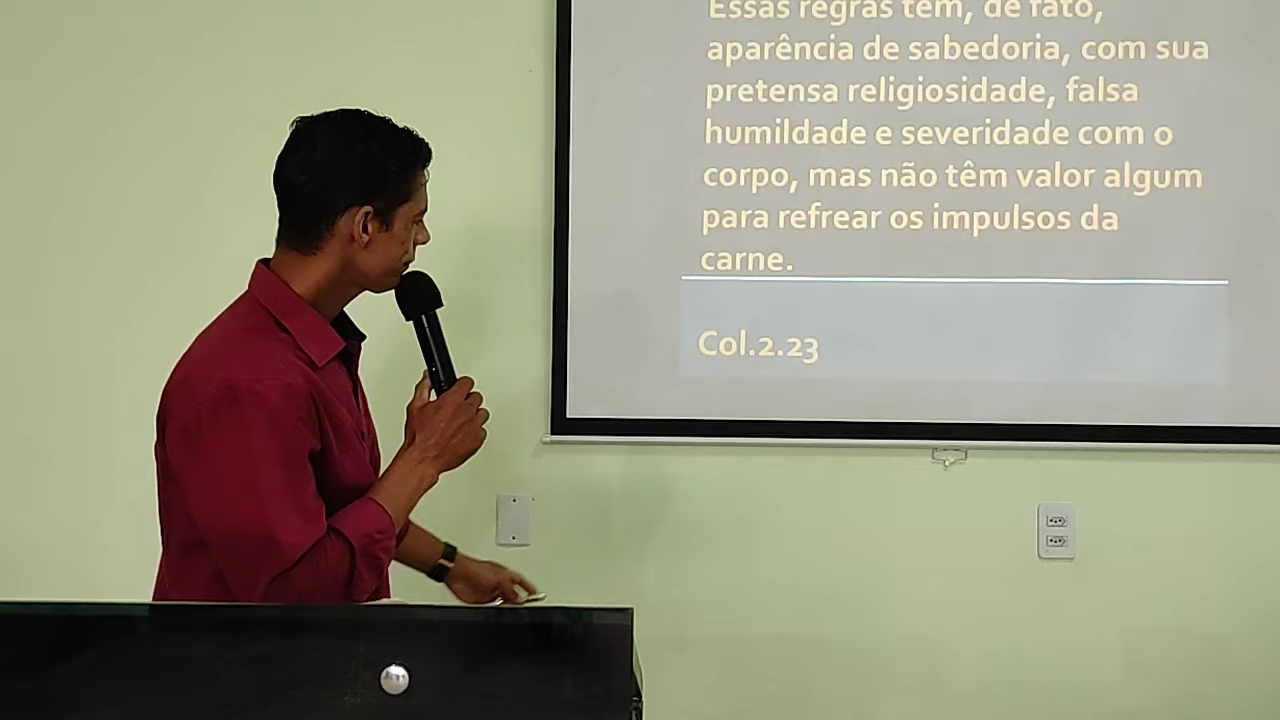 Essas regras têm, de fato,
aparência de sabedoria, com sua
pretensa religiosidade, falsa
humildade e severidade com o
corpo, mas não têm valor algum
para refrear os impulsos da
carne.
Col.2.23